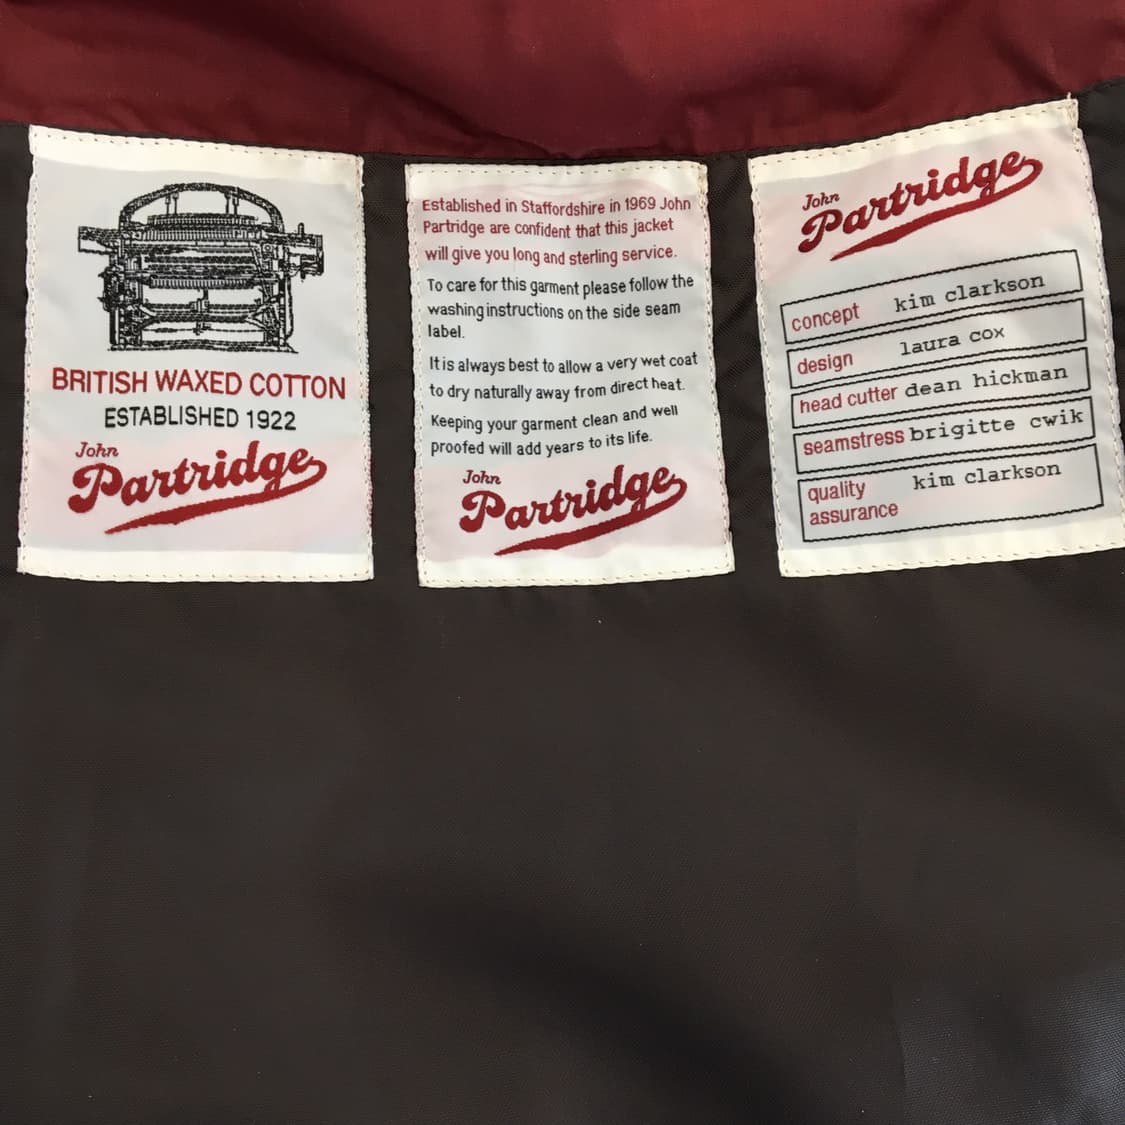 BRITISH WAXED COTTON
ESTABLISHED 1922
John
Partridge
Established in Staffordshire in 1969 John
Partridge are confident that this jacket
will give you long and sterling service.
To care for this garment please follow the
washing instructions on the side seam
label.
It is always best to allow a very wet coat
to dry naturally away from direct heat.
Keeping your garment clean and well
proofed will add years to its life.
John
Partridge
John
Partridge
concept kim clarkson
design laura cox
head cutter dean hickman
seamstress brigitte cwik
quality kim clarkson
assurance